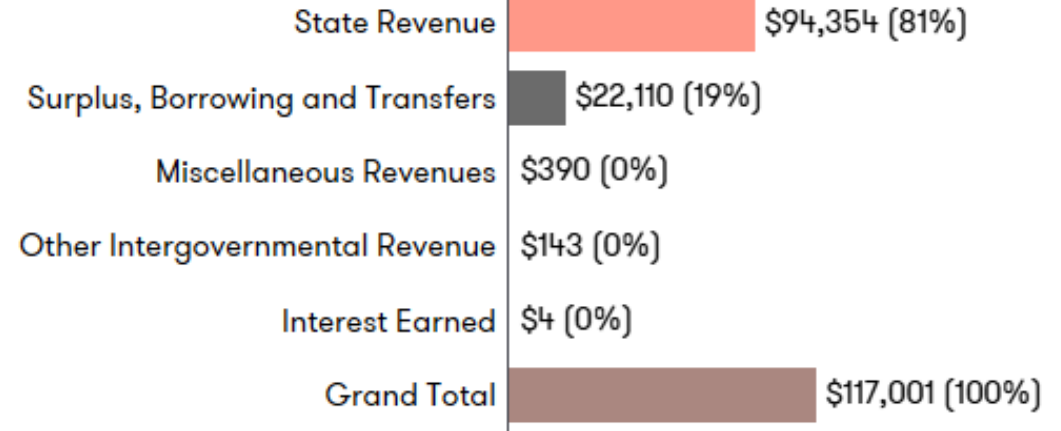 State Revenue $94,354 (81%)
Surplus, Borrowing and Transfers $22,110 (19%)
Miscellaneous Revenues $390 (0%)
Other Intergovernmental Revenue $143 (0%)
Interest Earned $4 (0%)
Grand Total $117,001 (100%)